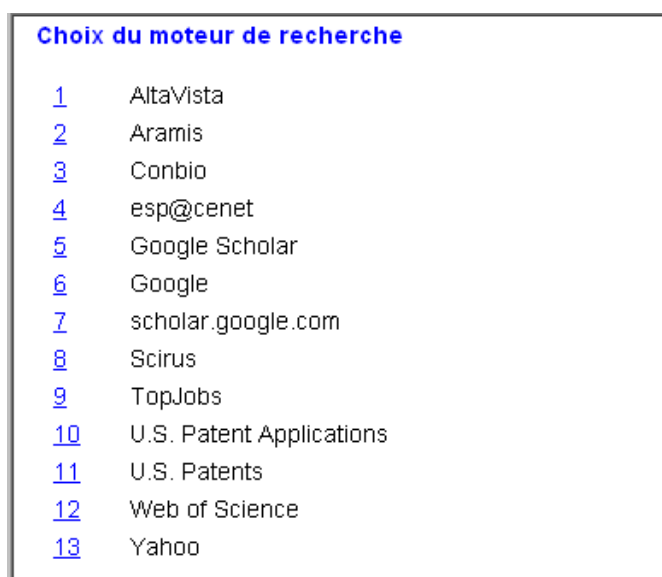 Choix du moteur de recherche
1 AltaVista
2 Aramis
3 Conbio
4 esp@cenet
5 Google Scholar
6 Google
7 scholar.google.com
8 Scirus
9 TopJobs
10 U.S. Patent Applications
11 U.S. Patents
12 Web of Science
13 Yahoo